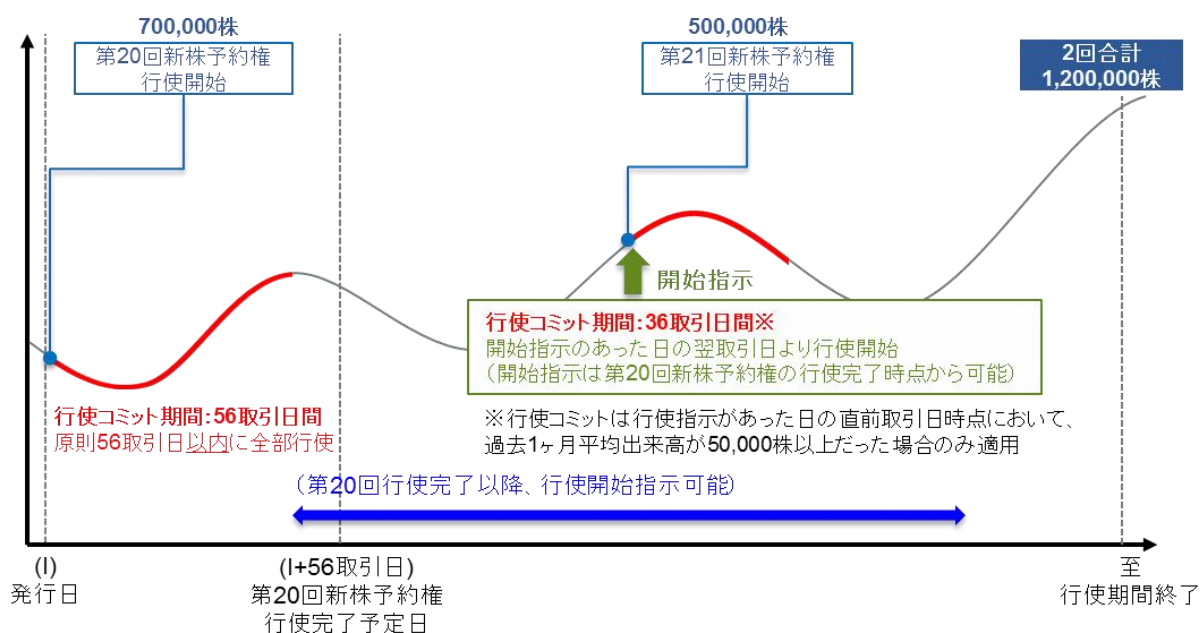 700,000株
第20回新株予約権
行使開始
500,000株
第21回新株予約権
行使開始
2回合計
1,200,000株
開始指示
行使コミット期間:36取引日間※
開始指示のあった日の翌取引日より行使開始
(開始指示は第20回新株予約権の行使完了時点から可能)
行使コミット期間:56取引日間
原則56取引日以内に全部行使
※行使コミットは行使指示があった日の直前取引日時点において、
過去1ヶ月平均出来高が50,000株以上だった場合のみ適用
(第20回行使完了以降、行使開始指示可能)
(I)
発行日
(I+56取引日)
第20回新株予約権
行使完了予定日
至
行使期間終了